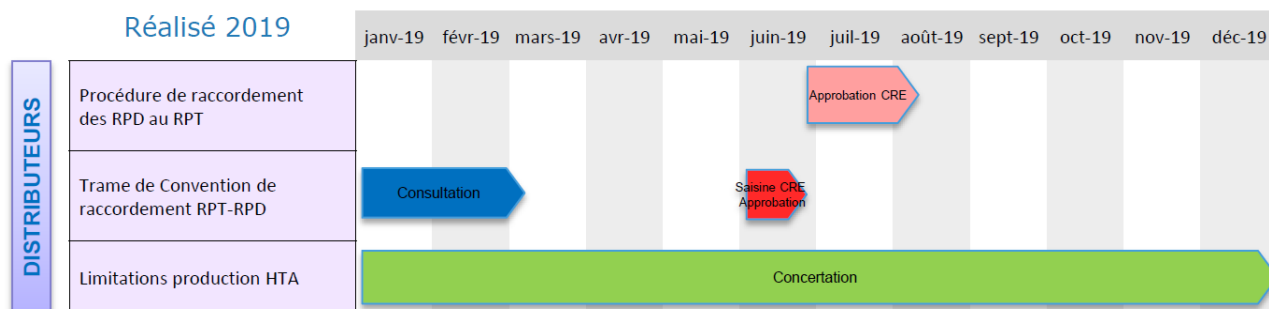 Réalisé 2019
janv-19 févr-19 mars-19 avr-19 mai-19 juin-19 juil-19 août-19 sept-19 oct-19 nov-19 déc-19
DISTRIBUTEURS
Procédure de raccordement
des RPD au RPT
Approbation CRE
Trame de Convention de
raccordement RPT-RPD
Consultation
Saisine CRE
Approbation
Limitations production HTA
Concertation